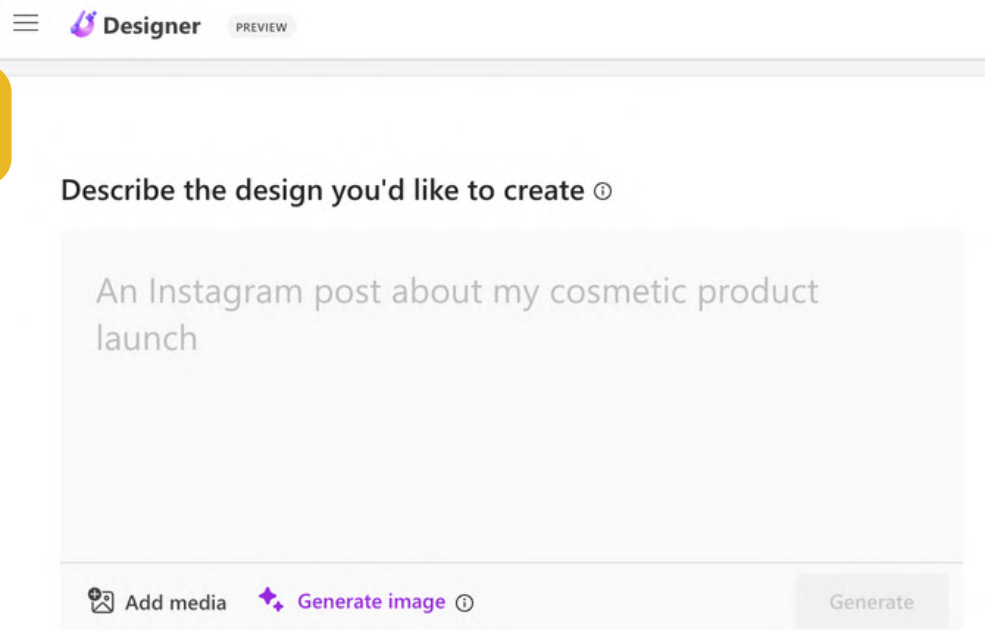 Designer PREVIEW
Describe the design you'd like to create
An Instagram post about my cosmetic product
launch
Add media Generate image Generate